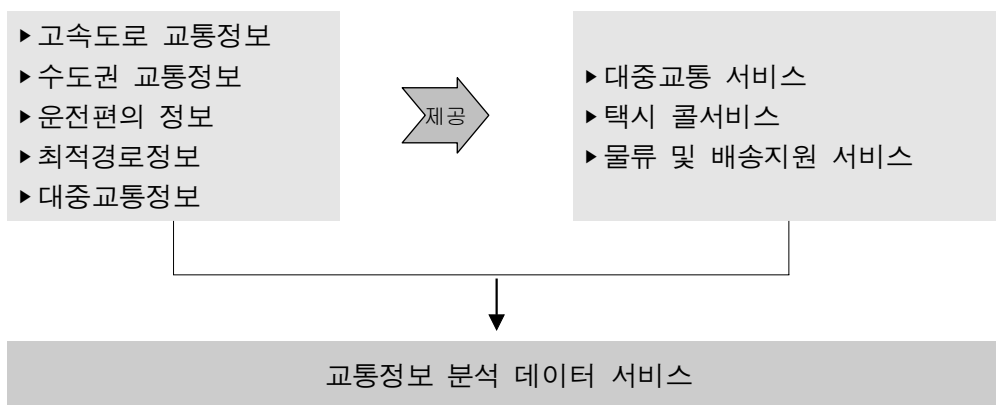 ▶고속도로 교통정보
▶수도권 교통정보
▶운전편의 정보
▶최적경로정보
▶대중교통정보
제공
▶대중교통 서비스
▶택시 콜서비스
▶물류 및 배송지원 서비스
교통정보 분석 데이터 서비스